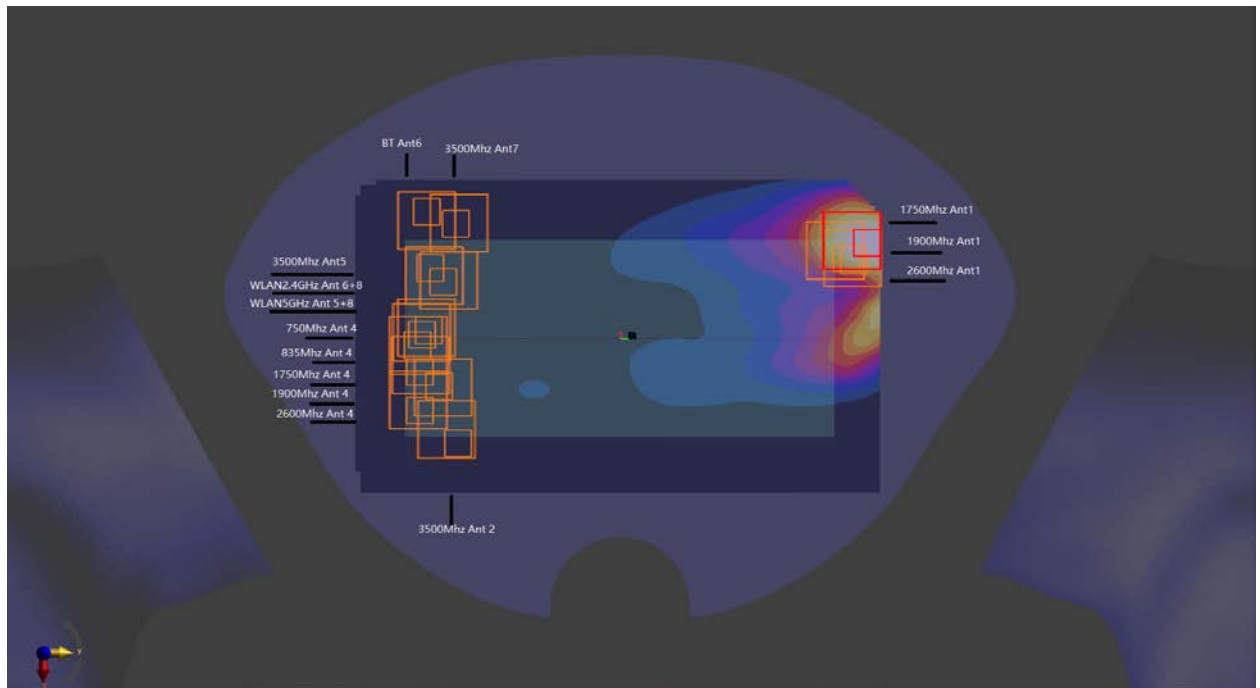 BT Ant6
3500Mhz Ant7
3500Mhz Ant5
WLAN2.4GHz Ant 6+8
WLAN5GHz Ant 5+8
750Mhz Ant 4
835Mhz Ant 4
1750Mhz Ant 4
1900Mhz Ant 4
2600Mhz Ant 4
1750Mhz Ant1
1900Mhz Ant1
2600Mhz Ant1
3500Mhz Ant 2
y